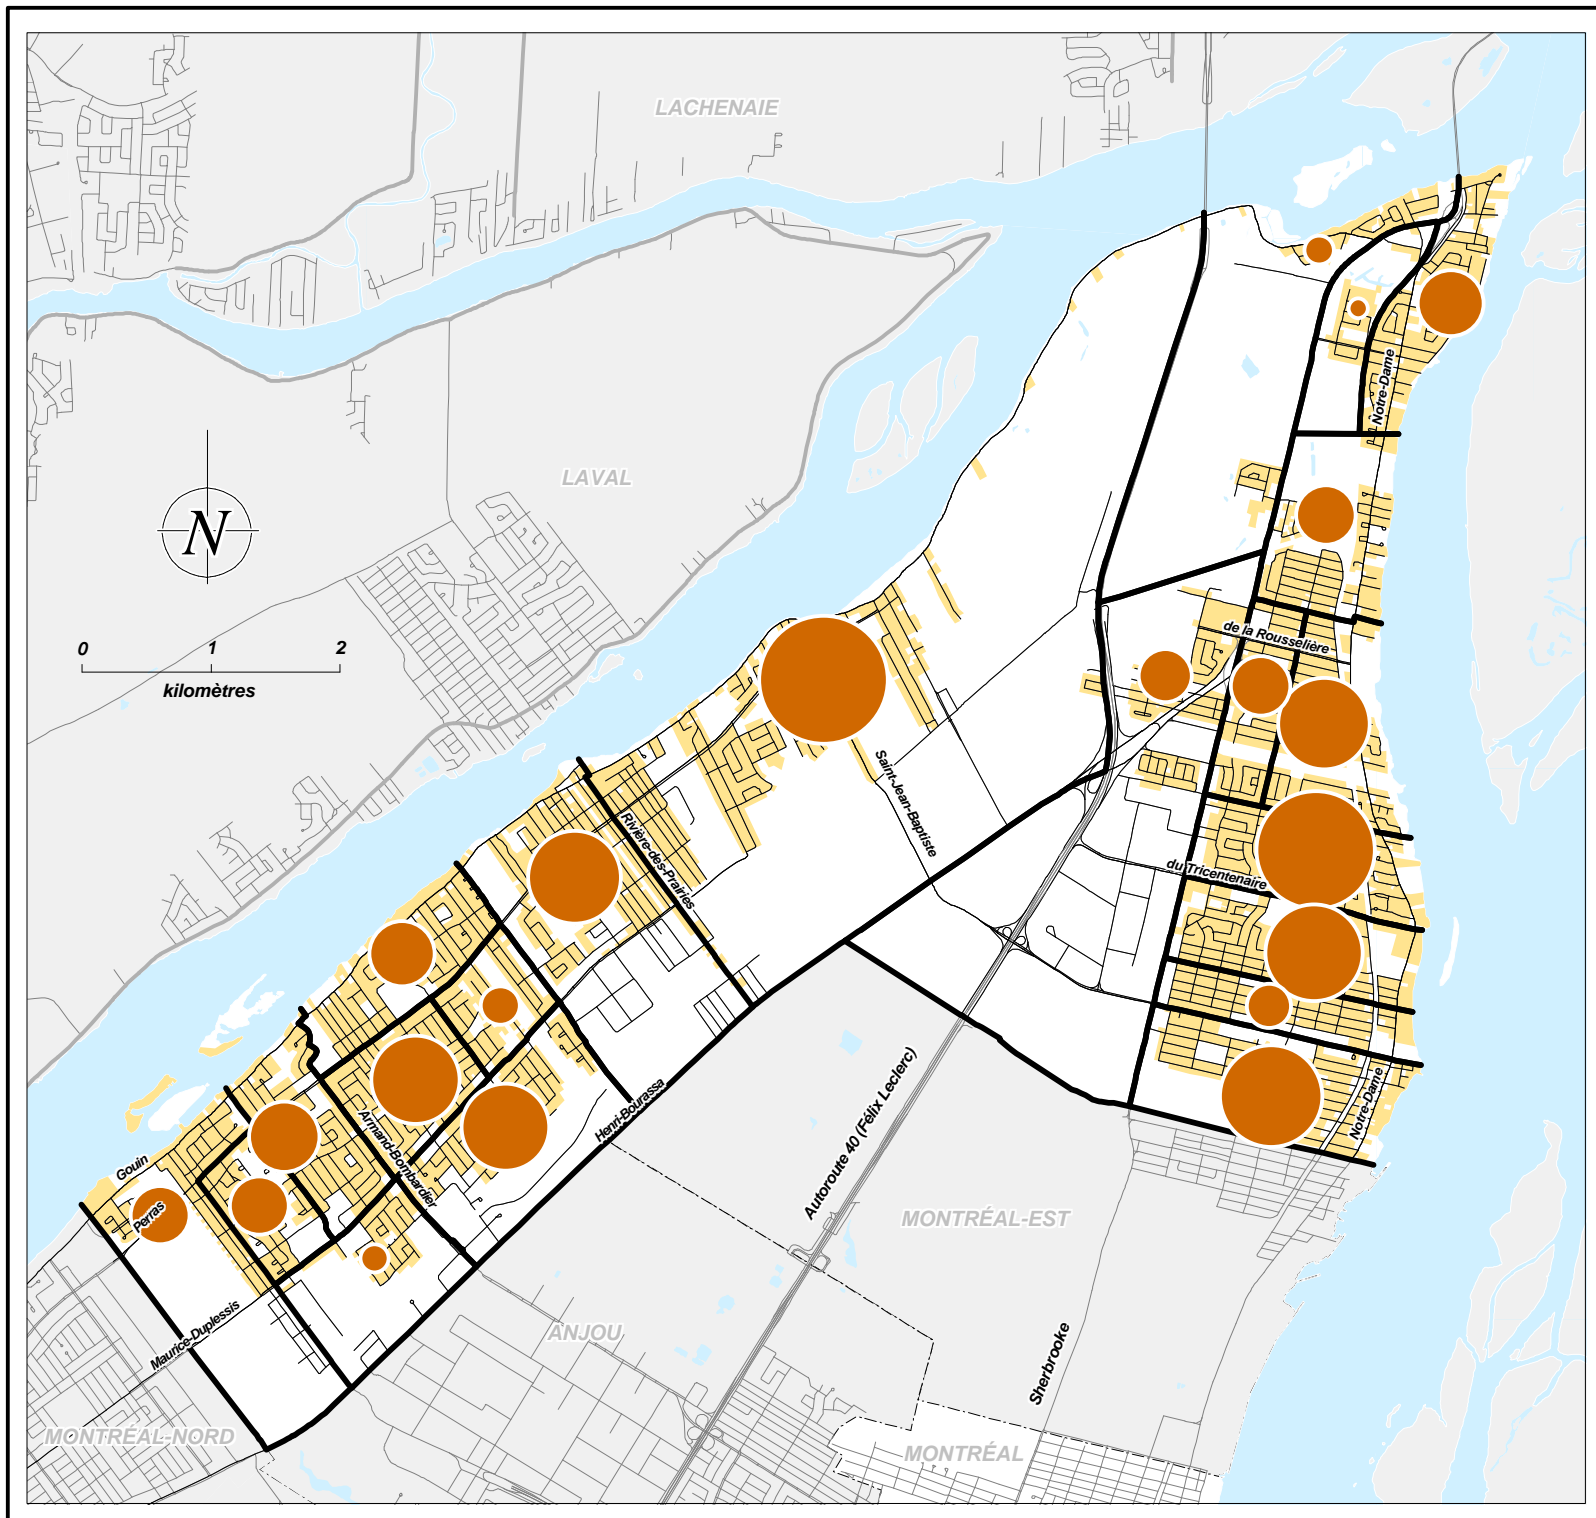 LACHENAIE
Notre-Dame
LAVAL
N
de la Rousselière
0 1 2
kilomètres
Saint-Jean-Baptiste
Rivière-des-Prairies
du Tricentenaire
Henri-Bourassa
Autoroute 40 (Félix Leclerc)
Notre-Dame
Armand-Bombardier
Gouin
Perras
MONTRÉAL-EST
Maurice-Duplessis
ANJOU
Sherbrooke
MONTRÉAL-NORD
MONTRÉAL